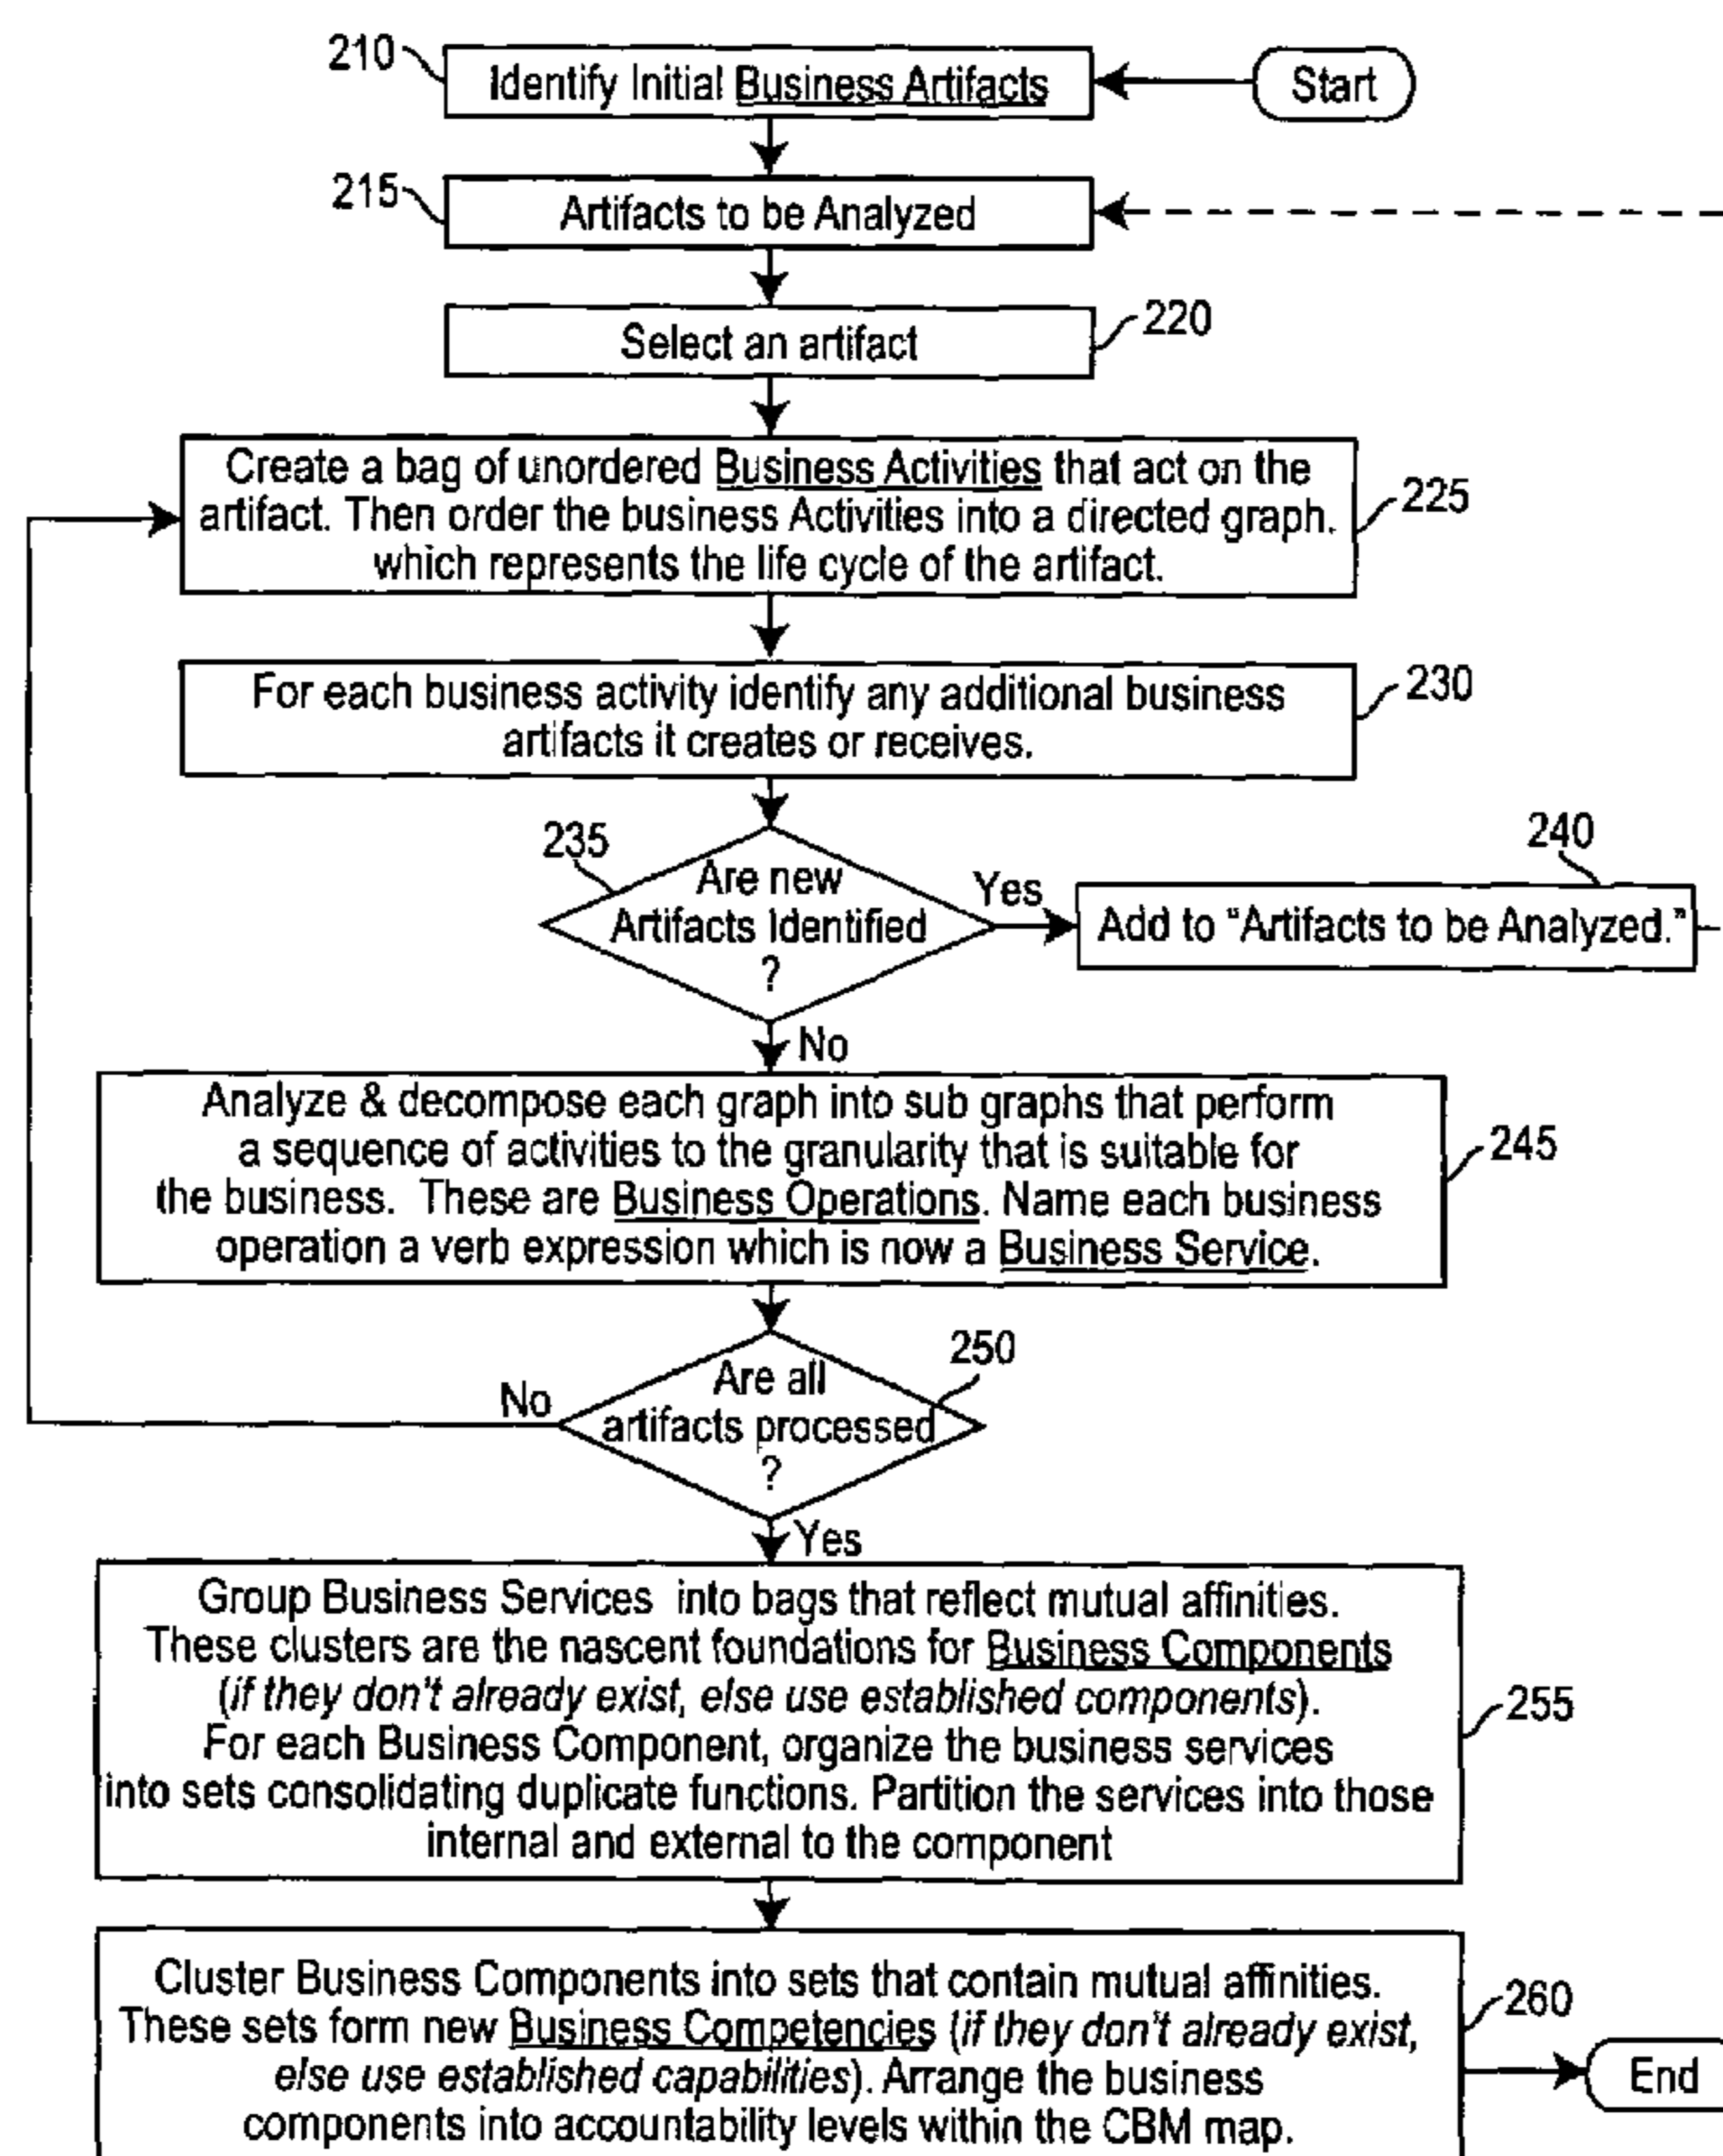 210
Identify Initial Business Artifacts
Start
215
Artifacts to be Analyzed
Select an artifact
220
Create a bag of unordered Business Activities that act on the
artifact. Then order the business Activities into a directed graph.
which represents the life cycle of the artifact.
225
For each business activity identify any additional business
artifacts it creates or receives.
230
235
Are new
Artifacts Identified
?
Yes
240
Add to “Artifacts to be Analyzed.”
No
Analyze & decompose each graph into sub graphs that perform
a sequence of activities to the granularity that is suitable for
the business. These are Business Operations. Name each business
operation a verb expression which is now a Business Service.
245
250
Are all
artifacts processed
?
No
Yes
Group Business Services into bags that reflect mutual affinities.
These clusters are the nascent foundations for Business Components
(if they don't already exist, else use established components).
For each Business Component, organize the business services
into sets consolidating duplicate functions. Partition the services into those
internal and external to the component
255
Cluster Business Components into sets that contain mutual affinities.
These sets form new Business Competencies (if they don't already exist,
else use established capabilities). Arrange the business
components into accountability levels within the CBM map.
260
End